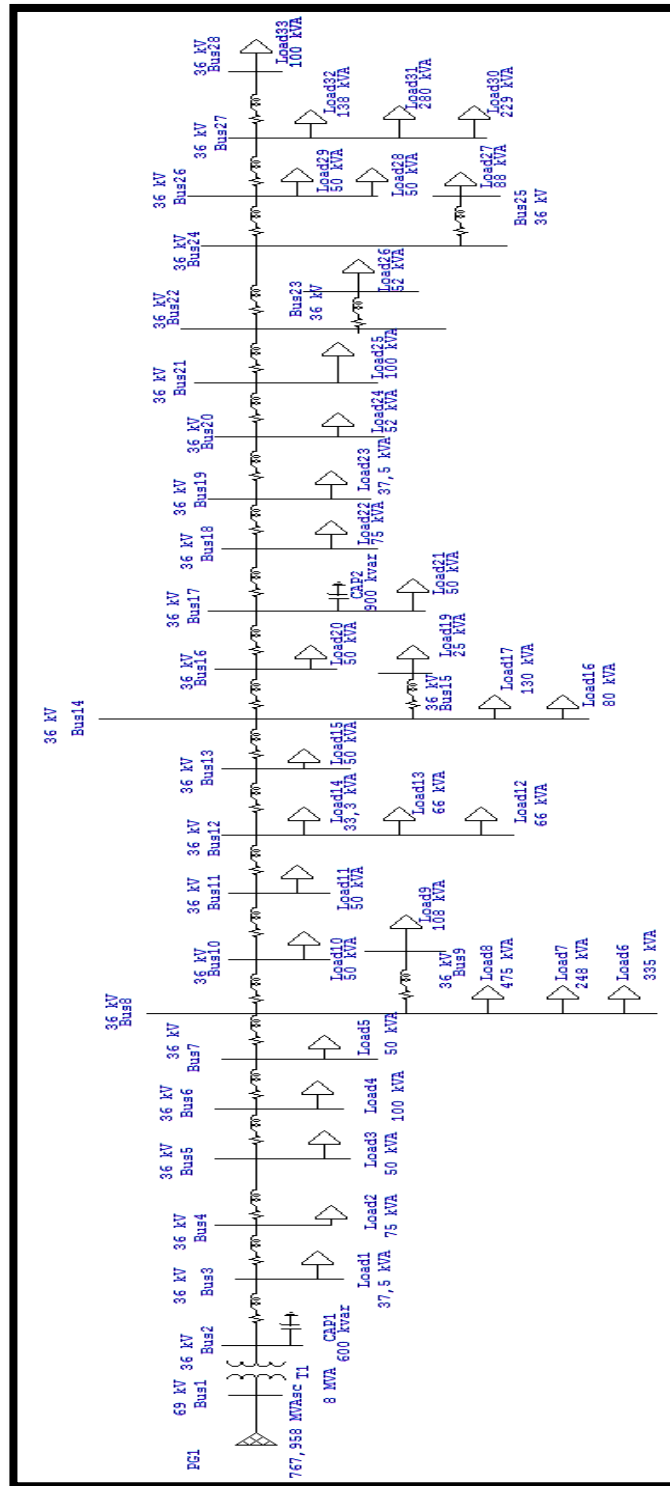 PG1
767,958 MVAsc
69 kV
Bus1
T1
8 MVA
36 kV
Bus2
CAP1
600 kvar
36 kV
Bus3
Load1
37,5 kVA
36 kV
Bus4
Load2
75 kVA
36 kV
Bus5
Load3
50 kVA
36 kV
Bus6
Load4
100 kVA
36 kV
Bus7
Load5
50 kVA
36 kV
Bus8
Load6
335 kVA
Load7
248 kVA
Load8
475 kVA
36 kV
Bus9
Load9
108 kVA
36 kV
Bus10
Load10
50 kVA
36 kV
Bus11
Load11
50 kVA
36 kV
Bus12
Load14
33,3 kVA
Load13
66 kVA
Load12
66 kVA
36 kV
Bus13
Load15
50 kVA
36 kV
Bus14
Load16
80 kVA
Load17
130 kVA
36 kV
Bus15
Load19
25 kVA
36 kV
Bus16
Load20
50 kVA
36 kV
Bus17
CAP2
900 kvar
Load21
50 kVA
36 kV
Bus18
Load22
75 kVA
36 kV
Bus19
Load23
37,5 kVA
36 kV
Bus20
Load24
52 kVA
36 kV
Bus21
Load25
100 kVA
36 kV
Bus22
Bus23
36 kV
Load26
52 kVA
36 kV
Bus24
Bus25
36 kV
Load27
88 kVA
36 kV
Bus26
Load29
50 kVA
Load28
50 kVA
36 kV
Bus27
Load32
138 kVA
Load31
280 kVA
Load30
229 kVA
36 kV
Bus28
Load33
100 kVA